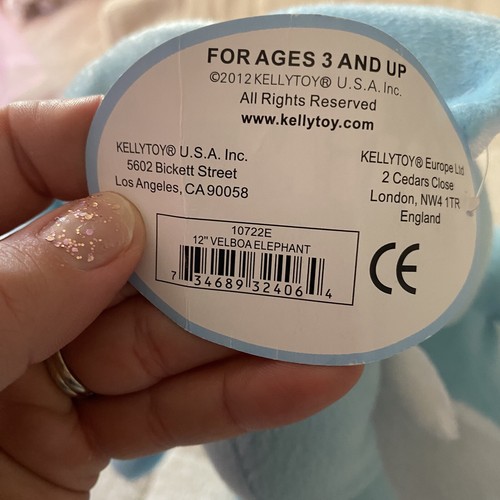 FOR AGES 3 AND UP
©2012 KELLYTOY® U.S.A. Inc.
All Rights Reserved
www.kellytoy.com
KELLYTOY® U.S.A. Inc.
5602 Bickett Street
Los Angeles, CA 90058
KELLYTOY® Europe Ltd
2 Cedars Close
London, NW4 1TR
England
10722E
12" VELBOA ELEPHANT
7 34689 32406 4
CE